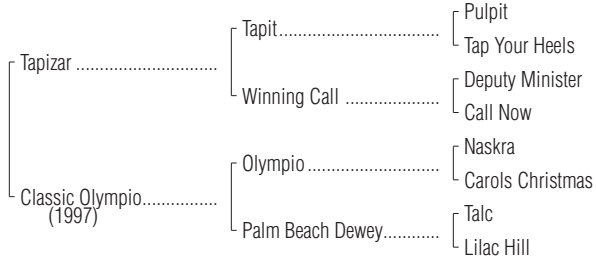 Pulpit
Tapit
Tap Your Heels
Tapizar
Deputy Minister
Winning Call
Call Now
Naskra
Olympio
Carols Christmas
Classic Olympio
(1997)
Talc
Palm Beach Dewey
Lilac Hill